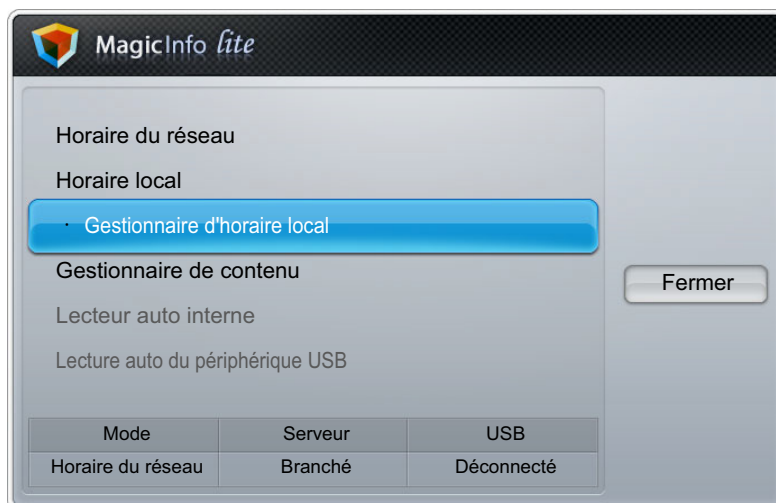 MagicInfo lite
Horaire du réseau
Horaire local
· Gestionnaire d'horaire local
Gestionnaire de contenu
Fermer
Lecteur auto interne
Lecture auto du périphérique USB
Mode Serveur USB
Horaire du réseau Branché Déconnecté